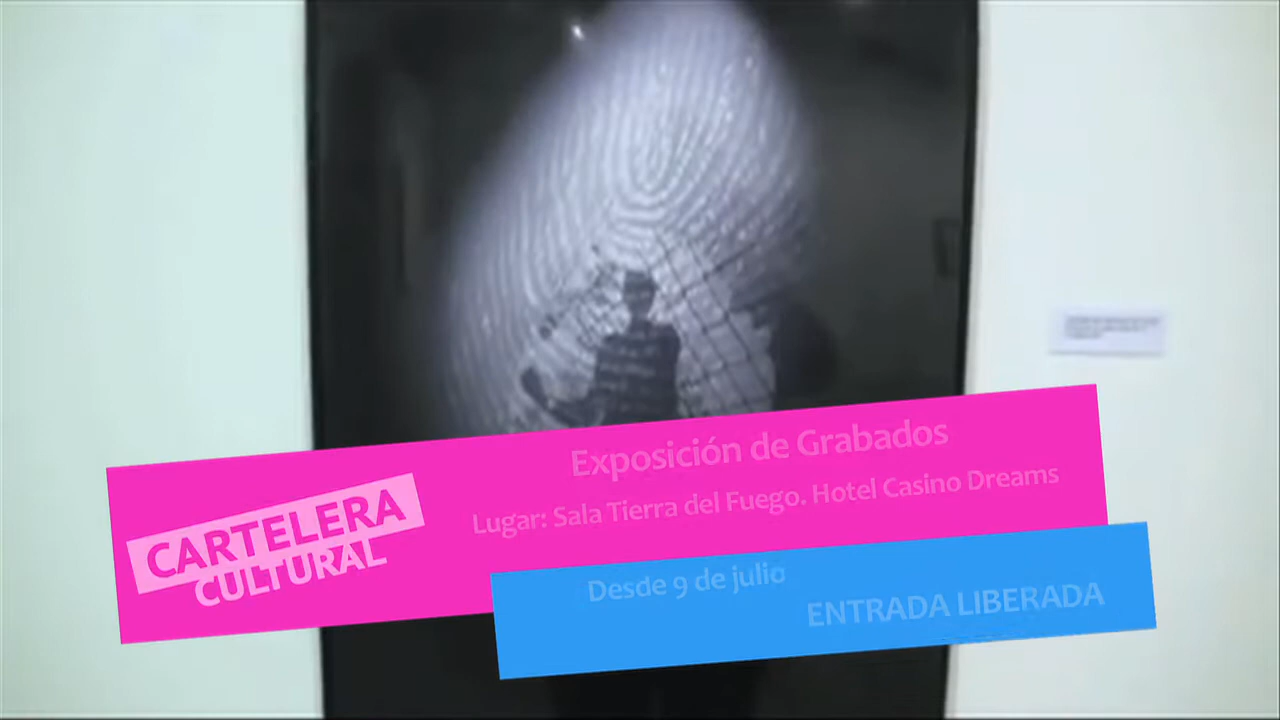 Exposición de Grabados
Lugar: Sala Tierra del Fuego. Hotel Casino Dreams
CARTELERA
CULTURAL
Desde 9 de julio
ENTRADA LIBERADA